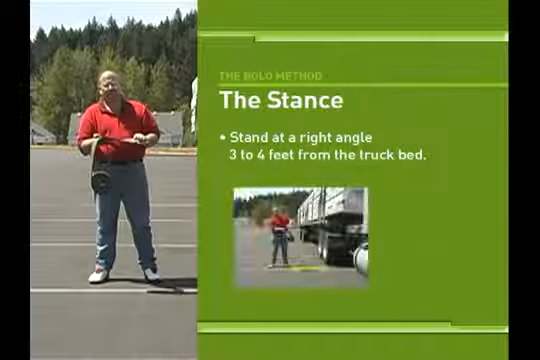 THE BOLO METHOD
The Stance
• Stand at a right angle
3 to 4 feet from the truck bed.